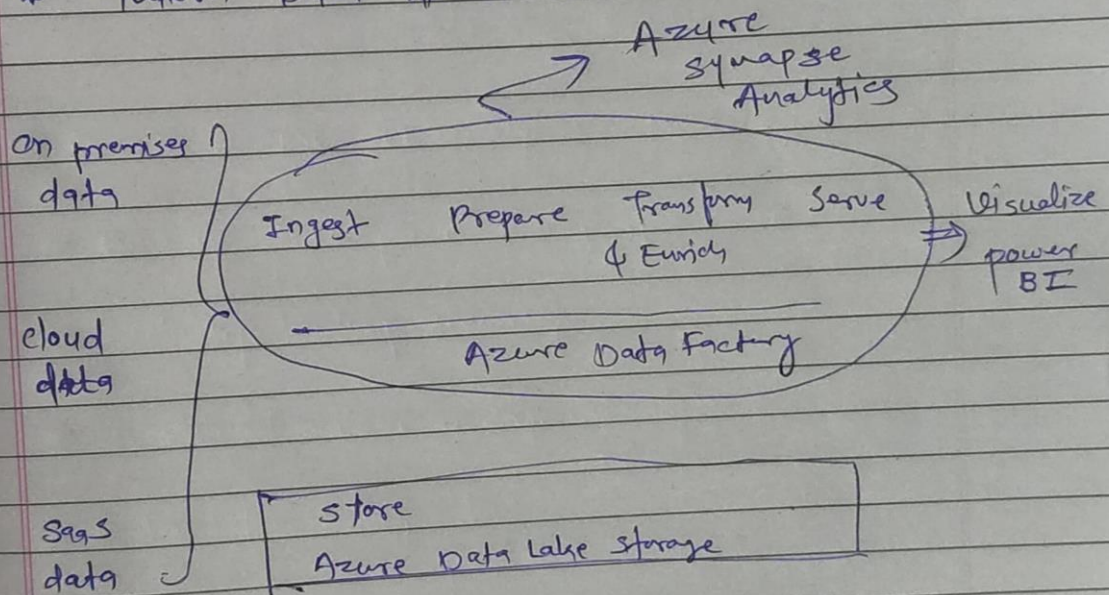 Azure
synapse
Analytics
on premises
data
Ingest Prepare Transform Serve
& Enrich
Visualize
power
BI
cloud
data
Azure Data Factory
SaaS
data
Store
Azure Data Lake Storage